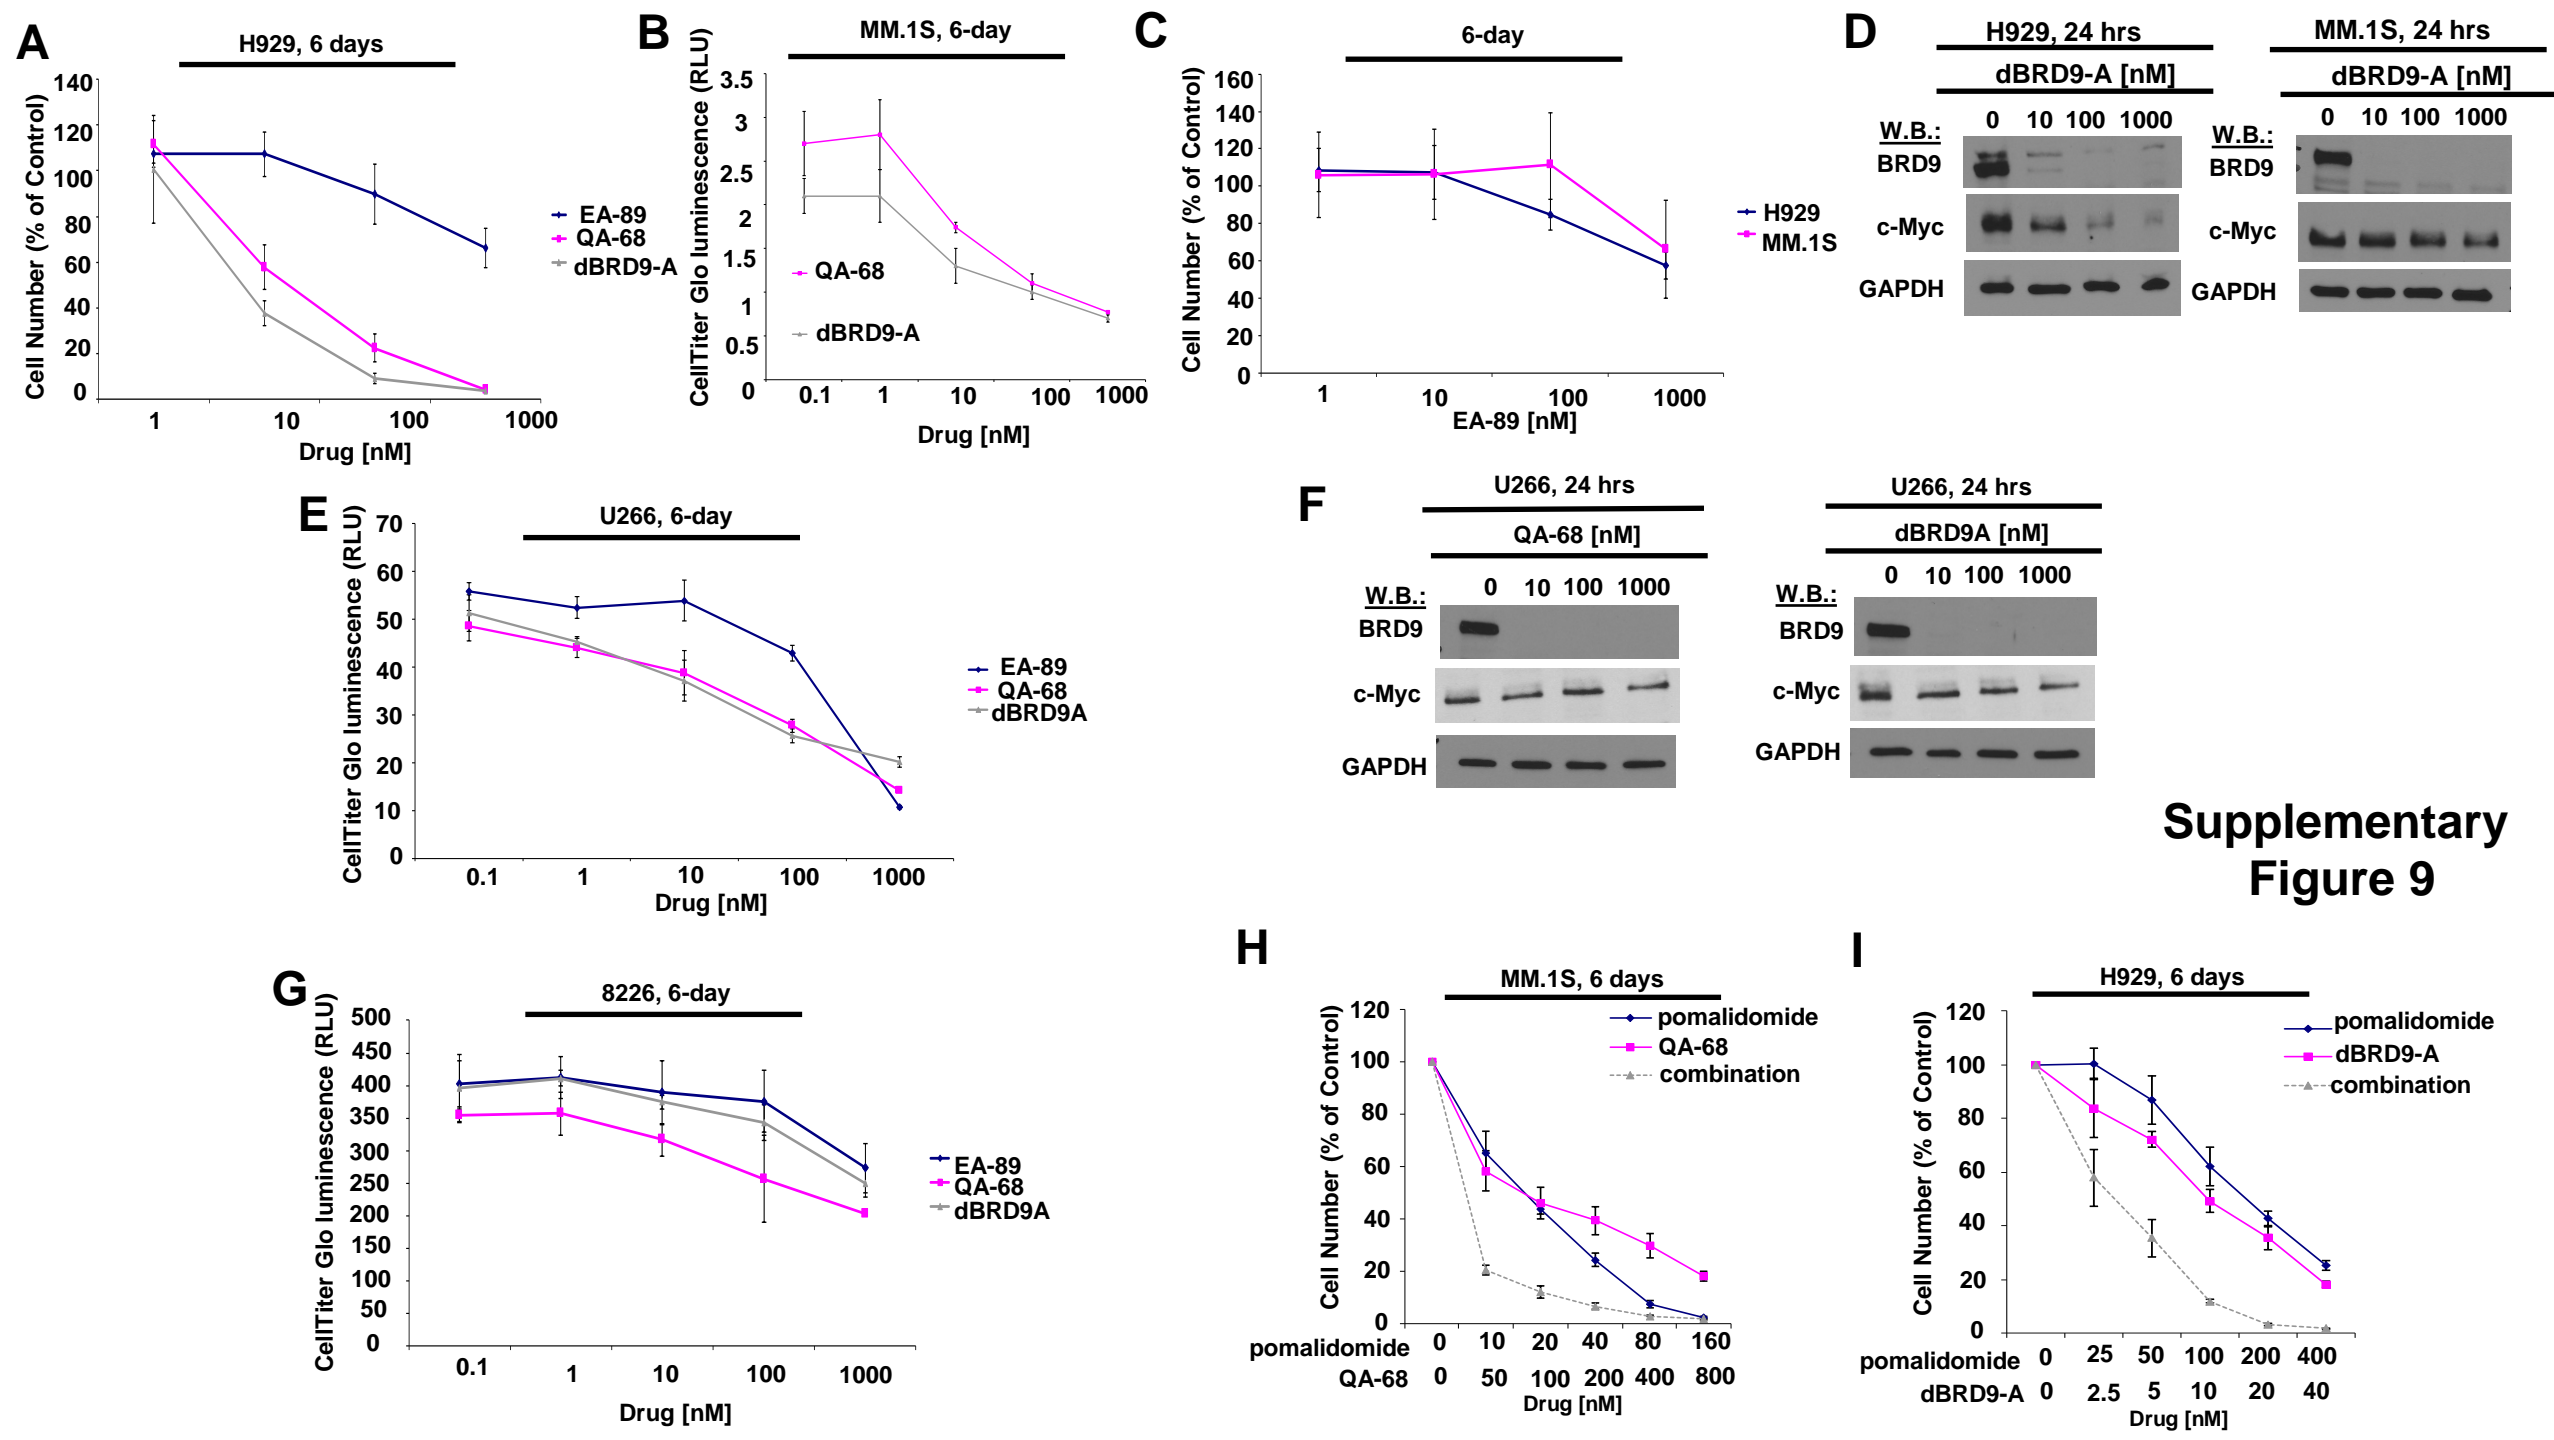 A
H929, 6 days
Cell Number (% of Control)
140
120
100
80
60
40
20
0
1 10 100 1000
Drug [nM]
EA-89
QA-68
dBRD9-A
B
MM.1S, 6-day
CellTiter Glo luminescence (RLU)
3.5
3
2.5
2
1.5
1
0.5
0
0.1 1 10 100 1000
Drug [nM]
QA-68
dBRD9-A
C
6-day
Cell Number (% of Control)
160
140
120
100
80
60
40
20
0
1 10 100 1000
EA-89 [nM]
H929
MM.1S
D
H929, 24 hrs
dBRD9-A [nM]
0 10 100 1000
W.B.:
BRD9
c-Myc
GAPDH
MM.1S, 24 hrs
dBRD9-A [nM]
0 10 100 1000
W.B.:
BRD9
c-Myc
GAPDH
E
U266, 6-day
CellTiter Glo luminescence (RLU)
70
60
50
40
30
20
10
0
0.1 1 10 100 1000
Drug [nM]
EA-89
QA-68
dBRD9A
F
U266, 24 hrs
QA-68 [nM]
0 10 100 1000
W.B.:
BRD9
c-Myc
GAPDH
U266, 24 hrs
dBRD9A [nM]
0 10 100 1000
W.B.:
BRD9
c-Myc
GAPDH
Supplementary
Figure 9
G
8226, 6-day
CellTiter Glo luminescence (RLU)
500
450
400
350
300
250
200
150
100
50
0
0.1 1 10 100 1000
Drug [nM]
EA-89
QA-68
dBRD9A
H
MM.1S, 6 days
Cell Number (% of Control)
120
100
80
60
40
20
0
pomalidomide
QA-68
combination
pomalidomide 0 10 20 40 80 160
QA-68 0 50 100 200 400 800
Drug [nM]
I
H929, 6 days
Cell Number (% of Control)
120
100
80
60
40
20
0
pomalidomide
dBRD9-A
combination
pomalidomide 0 25 50 100 200 400
dBRD9-A 0 2.5 5 10 20 40
Drug [nM]